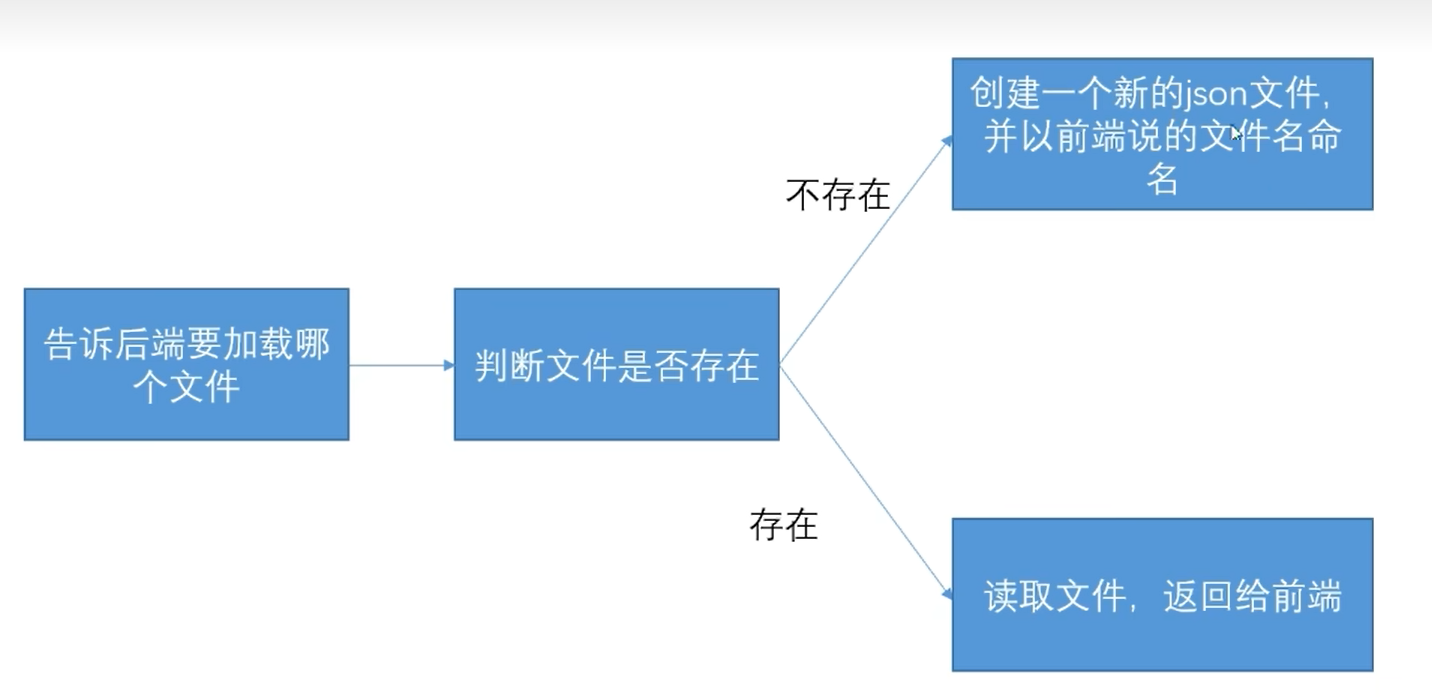 告诉后端要加载哪
个文件
判断文件是否存在
不存在
创建一个新的json文件，
并以前端说的文件名命
名
存在
读取文件，返回给前端